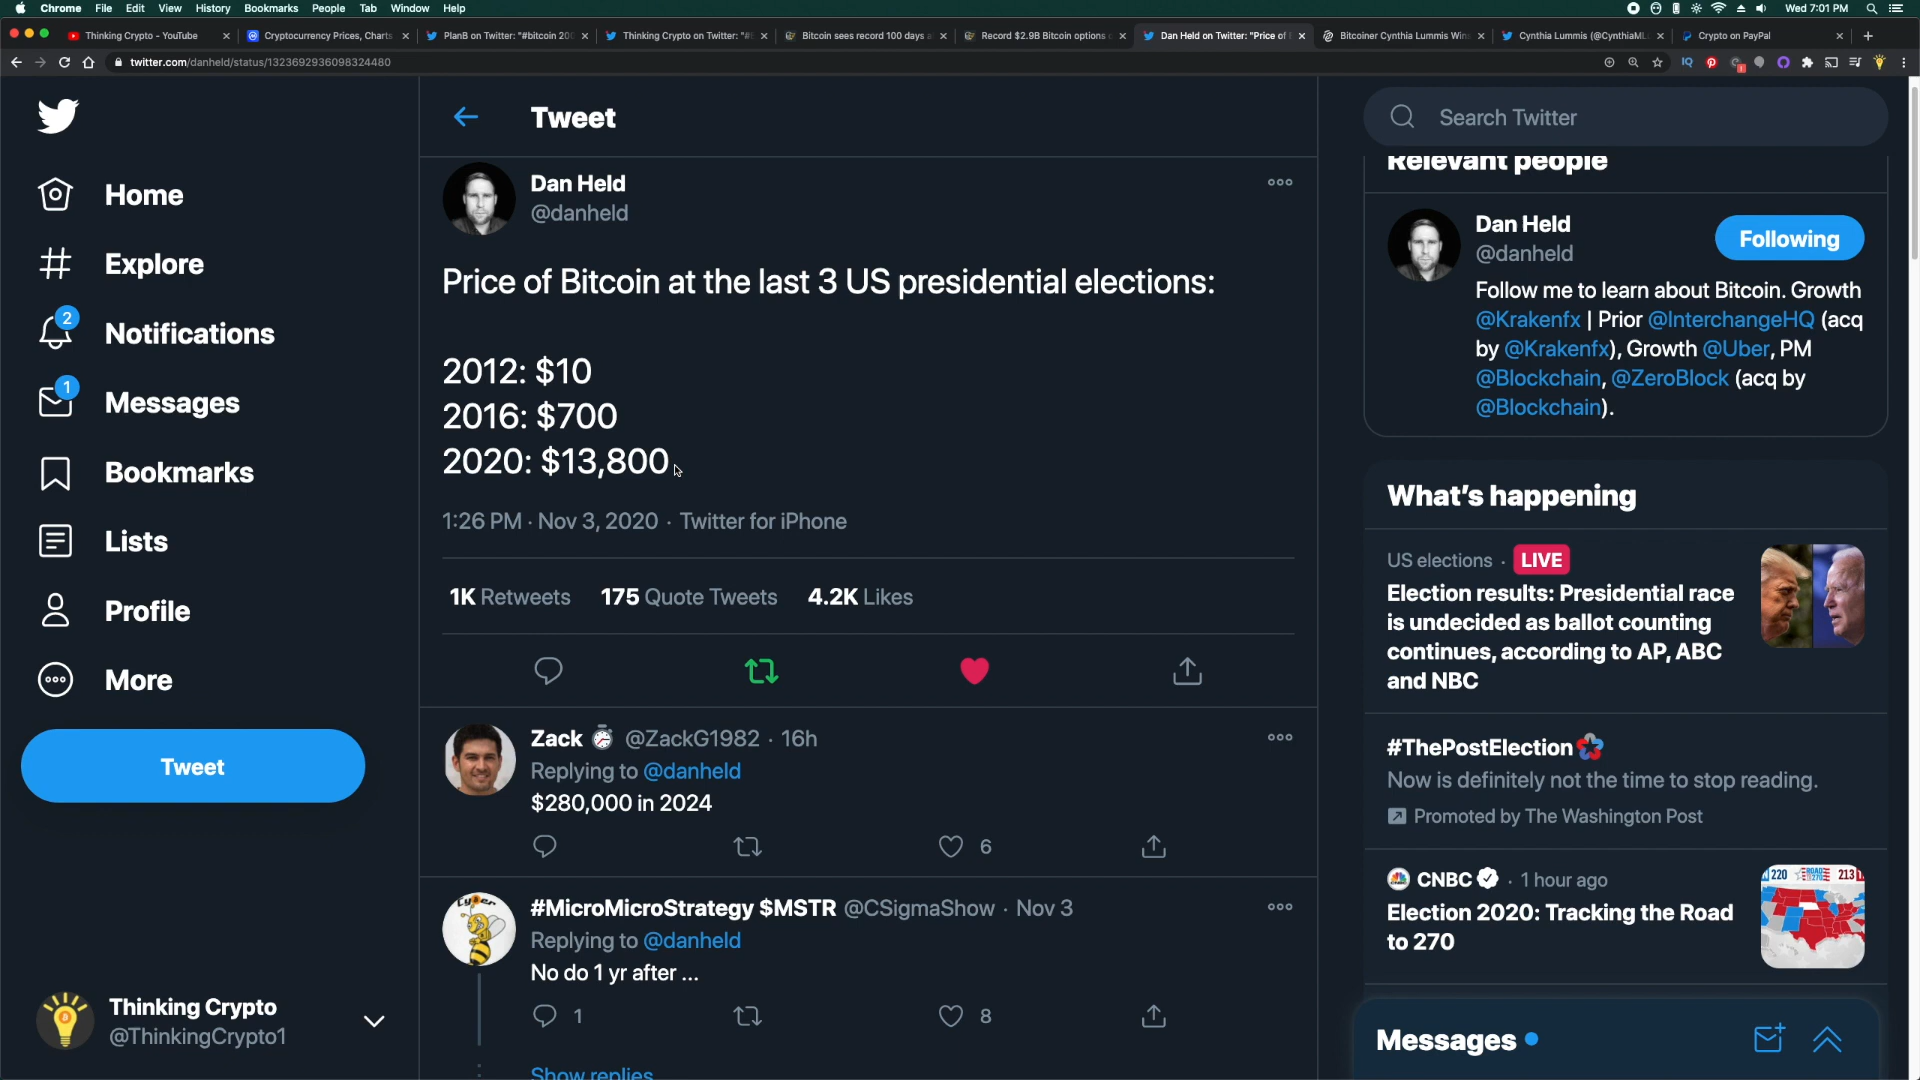 Chrome File Edit View History Bookmarks People Tab Window Help
Wed 7:01 PM
Thinking Crypto - YouTube
Cryptocurrency Prices, Charts
PlanB on Twitter: "#bitcoin 20
Thinking Crypto on Twitter: "#
Bitcoin sees record 100 days a
Record $2.9B Bitcoin options
Dan Held on Twitter: "Price of
Bitcoiner Cynthia Lummis Win
Cynthia Lummis (@CynthiaML
Crypto on PayPal
twitter.com/danheld/status/1323692936098324480
Home
Explore
2
Notifications
1
Messages
Bookmarks
Lists
Profile
More
Tweet
Thinking Crypto
@ThinkingCrypto1
Tweet
Dan Held
@danheld
Price of Bitcoin at the last 3 US presidential elections:
2012: $10
2016: $700
2020: $13,800
1:26 PM · Nov 3, 2020 · Twitter for iPhone
1K Retweets 175 Quote Tweets 4.2K Likes
Zack @ZackG1982 · 16h
Replying to @danheld
$280,000 in 2024
6
#MicroMicroStrategy $MSTR @CSigmaShow · Nov 3
Replying to @danheld
No do 1 yr after ...
1 8
Show replies
Search Twitter
Relevant people
Dan Held
@danheld
Following
Follow me to learn about Bitcoin. Growth
@Krakenfx | Prior @InterchangeHQ (acq
by @Krakenfx), Growth @Uber, PM
@Blockchain, @ZeroBlock (acq by
@Blockchain).
What's happening
US elections · LIVE
Election results: Presidential race
is undecided as ballot counting
continues, according to AP, ABC
and NBC
#ThePostElection
Now is definitely not the time to stop reading.
Promoted by The Washington Post
CNBC · 1 hour ago
Election 2020: Tracking the Road
to 270
220 213
Messages